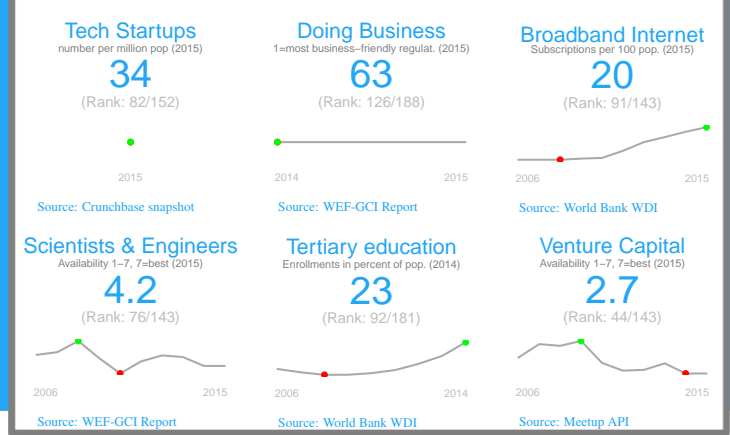 Tech Startups
number per million pop (2015)
34
(Rank: 82/152)
2015
Source: Crunchbase snapshot
Doing Business
1=most business−friendly regulat. (2015)
63
(Rank: 126/188)
2014 2015
Source: WEF-GCI Report
Broadband Internet
Subscriptions per 100 pop. (2015)
20
(Rank: 91/143)
2006 2015
Source: World Bank WDI
Scientists & Engineers
Availability 1−7, 7=best (2015)
4.2
(Rank: 76/143)
2006 2015
Source: WEF-GCI Report
Tertiary education
Enrollments in percent of pop. (2014)
23
(Rank: 92/181)
2006 2014
Source: World Bank WDI
Venture Capital
Availability 1−7, 7=best (2015)
2.7
(Rank: 44/143)
2006 2015
Source: Meetup API